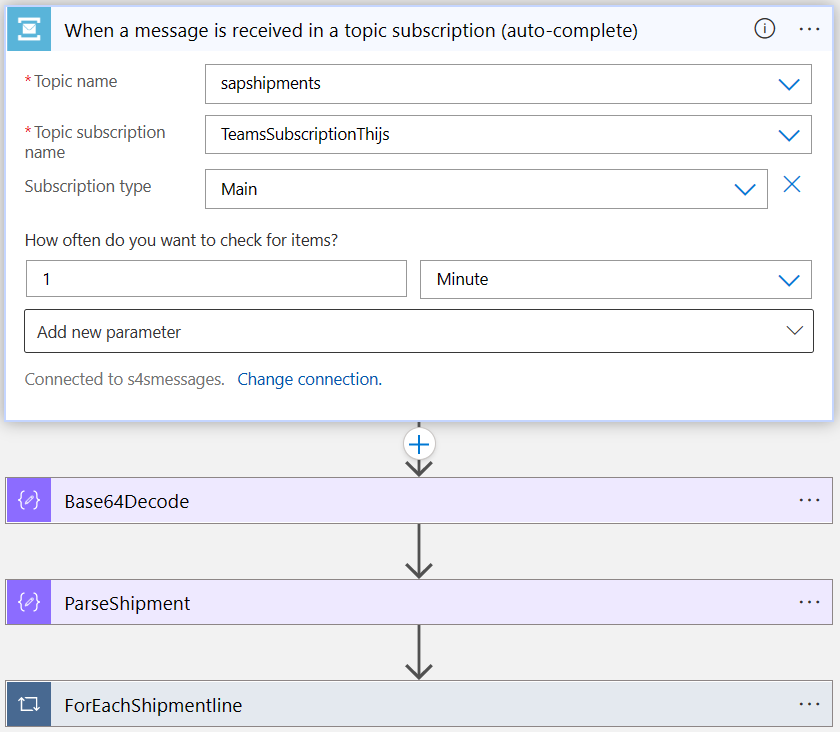 When a message is received in a topic subscription (auto-complete)
* Topic name
sapshipments
* Topic subscription
name
TeamsSubscriptionThijs
Subscription type
Main
How often do you want to check for items?
1
Minute
Add new parameter
Connected to s4smessages. Change connection.
Base64Decode
ParseShipment
ForEachShipmentline